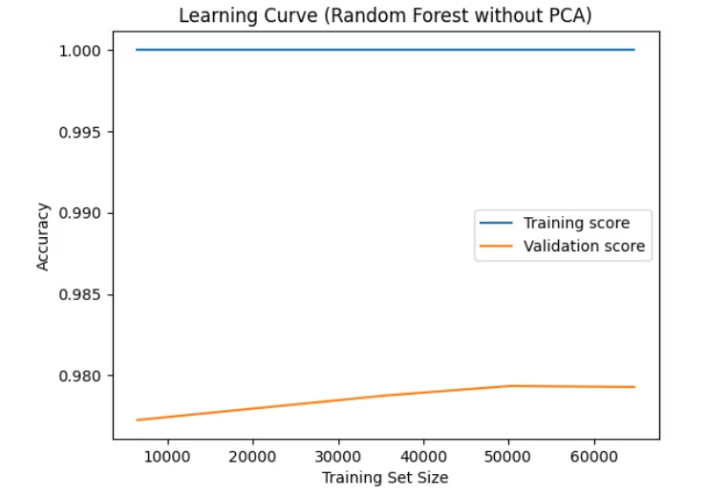 Learning Curve (Random Forest without PCA)
1.000
0.995
0.990
0.985
0.980
Accuracy
Training score
Validation score
10000 20000 30000 40000 50000 60000
Training Set Size